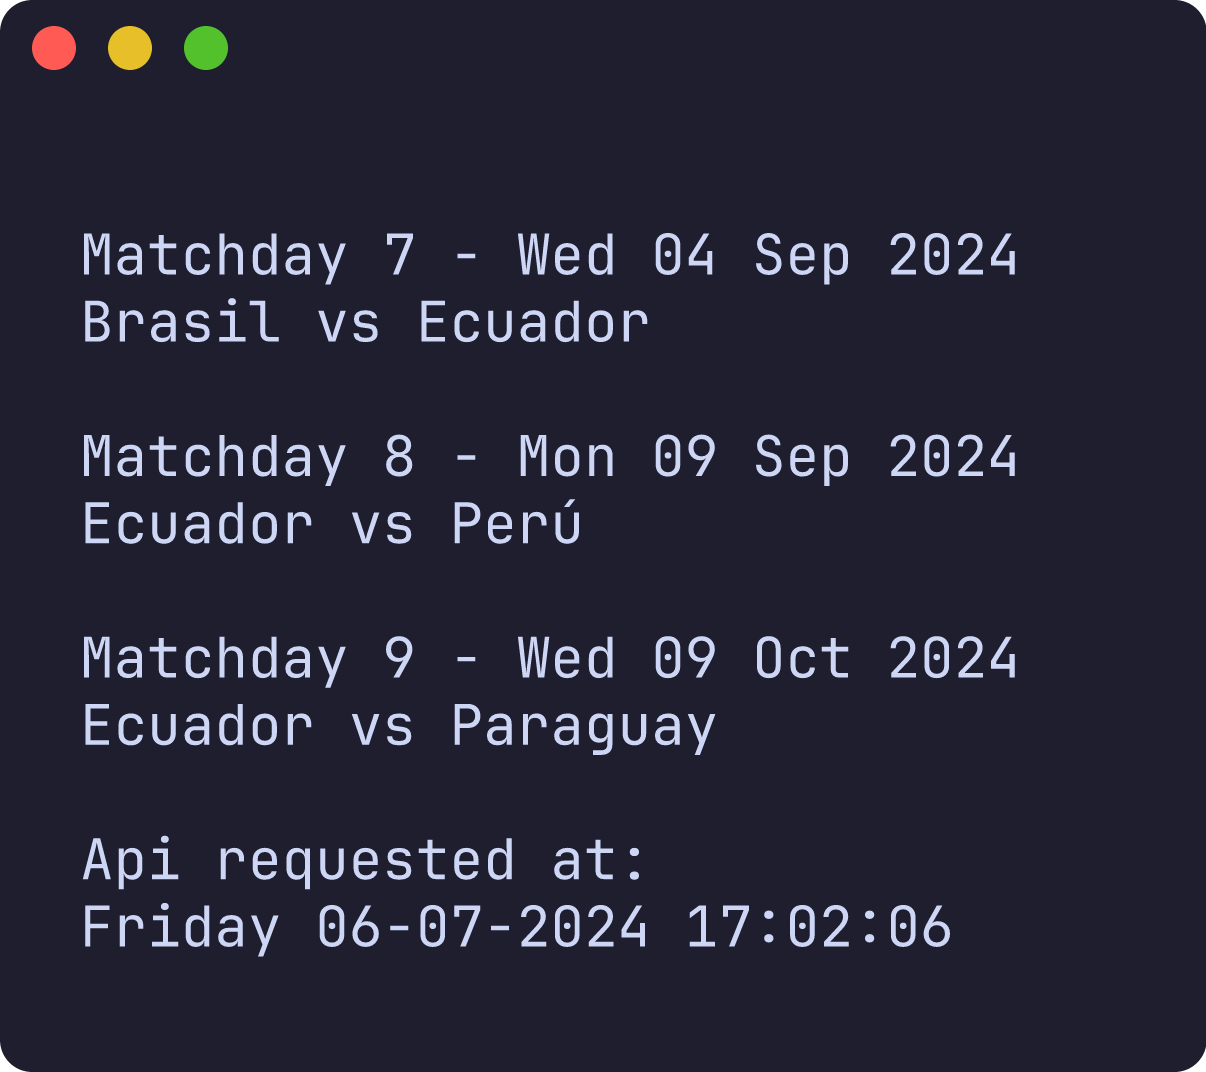 Matchday 7 - Wed 04 Sep 2024
Brasil vs Ecuador
Matchday 8 - Mon 09 Sep 2024
Ecuador vs Perú
Matchday 9 - Wed 09 Oct 2024
Ecuador vs Paraguay
Api requested at:
Friday 06-07-2024 17:02:06